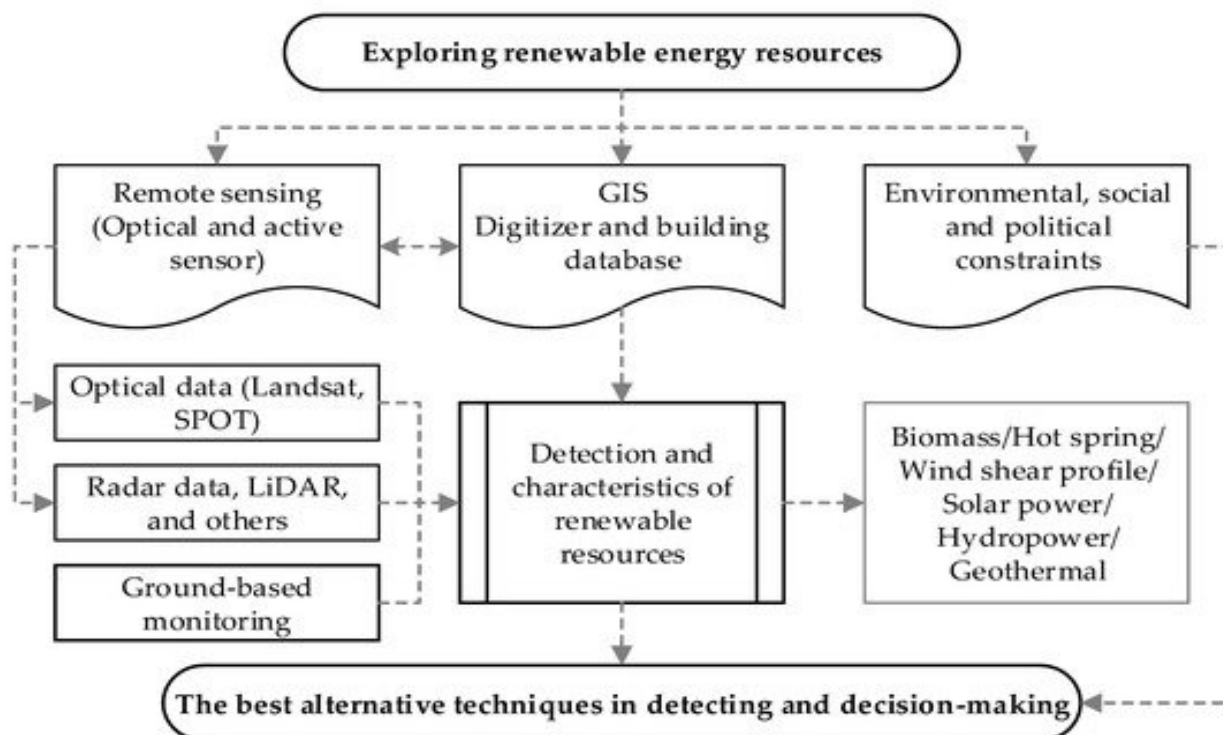 Exploring renewable energy resources
Remote sensing
(Optical and active
sensor)
GIS
Digitizer and building
database
Environmental, social
and political
constraints
Optical data (Landsat,
SPOT)
Radar data, LiDAR,
and others
Ground-based
monitoring
Detection and
characteristics of
renewable
resources
Biomass/Hot spring/
Wind shear profile/
Solar power/
Hydropower/
Geothermal
The best alternative techniques in detecting and decision-making